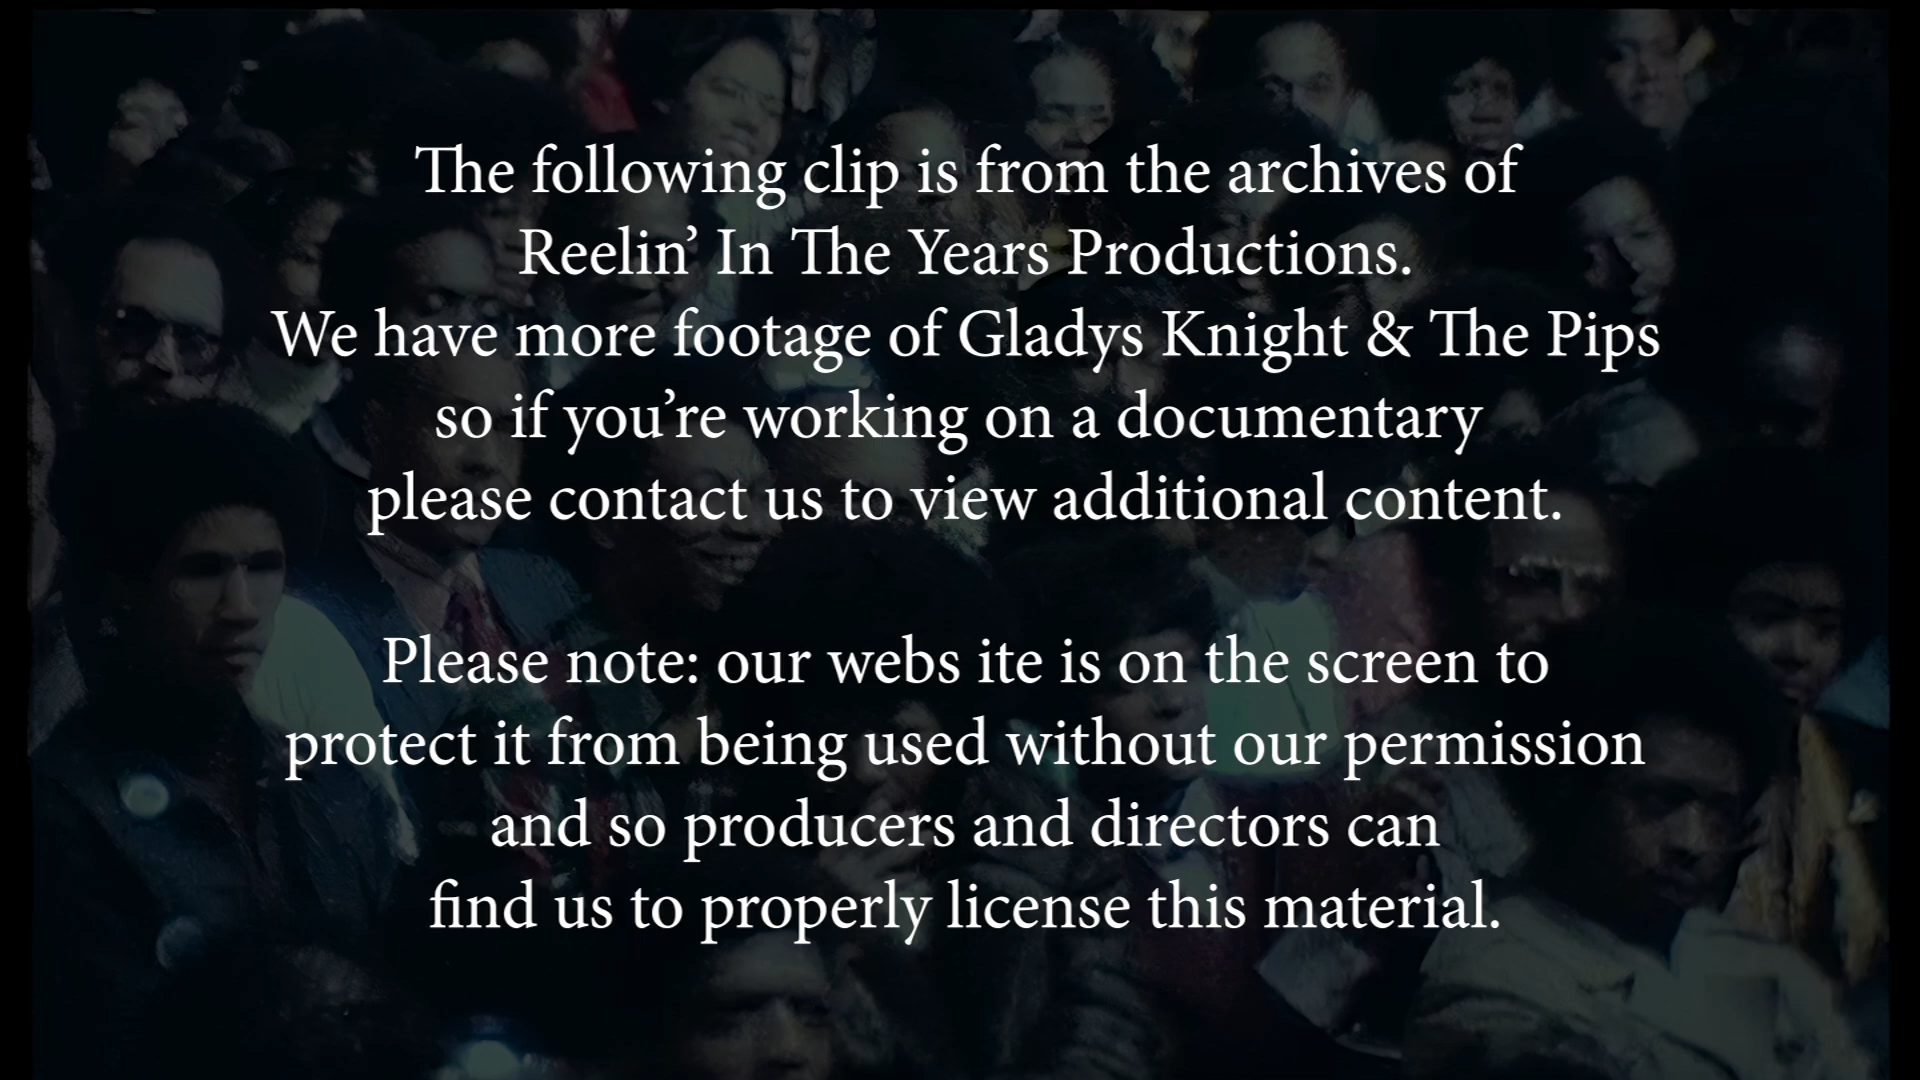 The following clip is from the archives of
Reelin’ In The Years Productions.
We have more footage of Gladys Knight & The Pips
so if you’re working on a documentary
please contact us to view additional content.
Please note: our webs ite is on the screen to
protect it from being used without our permission
and so producers and directors can
find us to properly license this material.